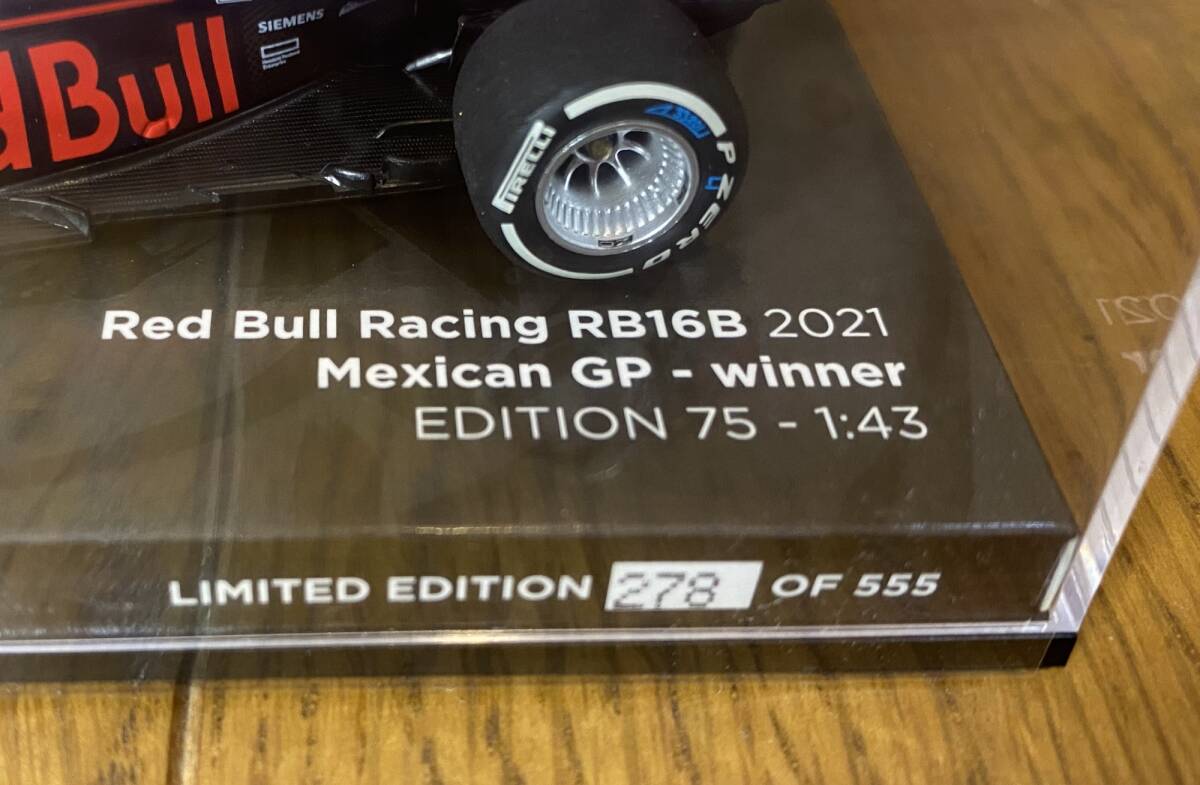 SIEMENS
Bull
PIRELLI
P ZERO
Red Bull Racing RB16B 2021
Mexican GP - winner
EDITION 75 - 1:43
LIMITED EDITION 278 OF 555